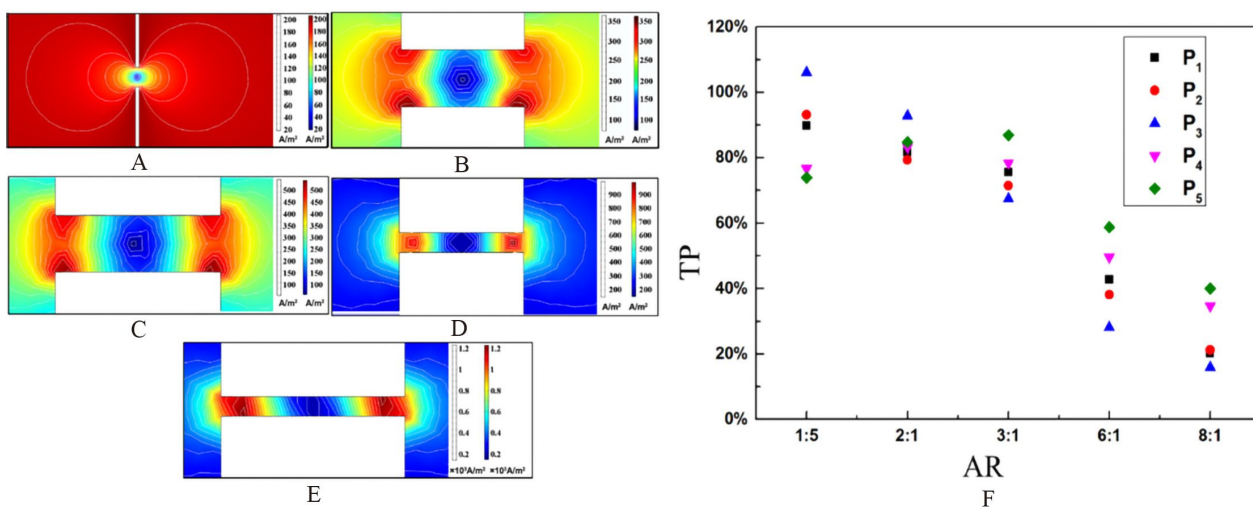 200 200
180 180
160 160
140 140
120 120
100 100
80 80
60 60
40 40
20 20
A/m² A/m²
A
350 350
300 300
250 250
200 200
150 150
100 100
A/m² A/m²
B
550 550
500 500
450 450
400 400
350 350
300 300
250 250
200 200
150 150
100 100
A/m² A/m²
C
900 900
800 800
700 700
600 600
500 500
400 400
300 300
200 200
A/m² A/m²
D
1.2 1.2
1 1
0.8 0.8
0.6 0.6
0.4 0.4
0.2 0.2
×10³A/m² ×10³A/m²
E
120%
100%
80%
60%
40%
20%
0%
TP
P₁
P₂
P₃
P₄
P₅
1:5 2:1 3:1 6:1 8:1
AR
F